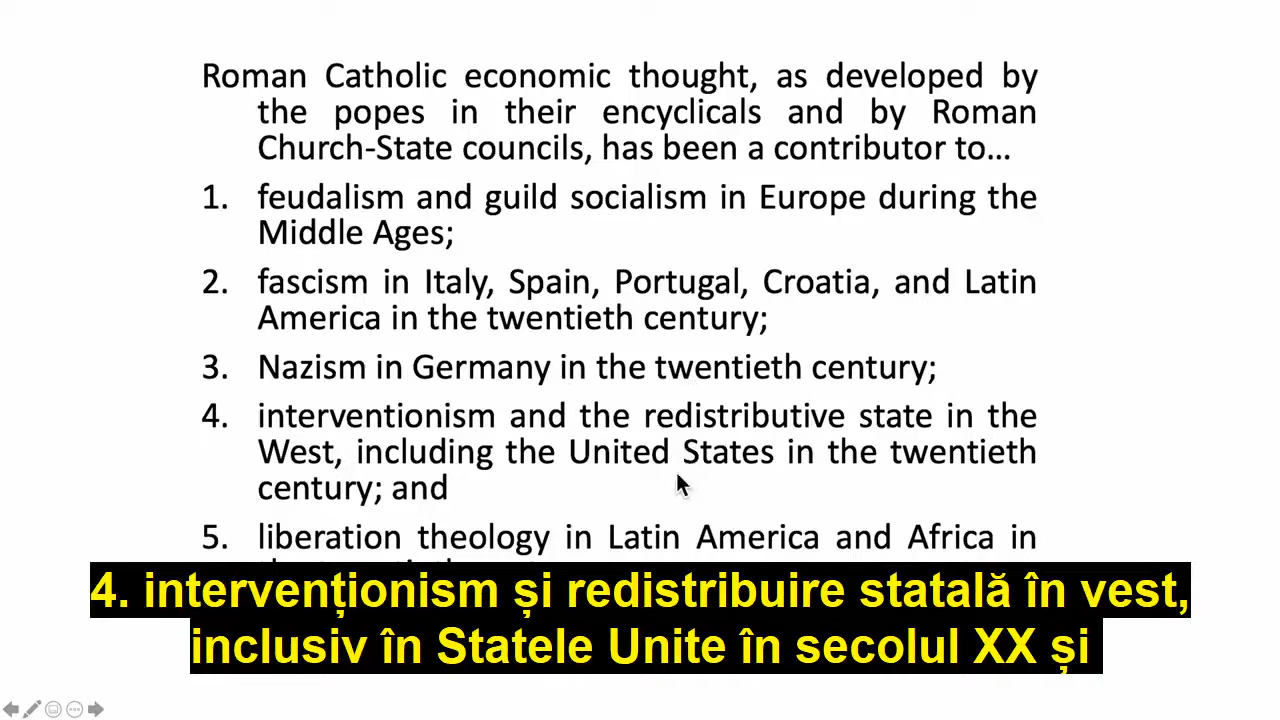 Roman Catholic economic thought, as developed by
the popes in their encyclicals and by Roman
Church-State councils, has been a contributor to...
1. feudalism and guild socialism in Europe during the
Middle Ages;
2. fascism in Italy, Spain, Portugal, Croatia, and Latin
America in the twentieth century;
3. Nazism in Germany in the twentieth century;
4. interventionism and the redistributive state in the
West, including the United States in the twentieth
century; and
5. liberation theology in Latin America and Africa in
4. intervenționism și redistribuire statală în vest,
inclusiv în Statele Unite în secolul XX și